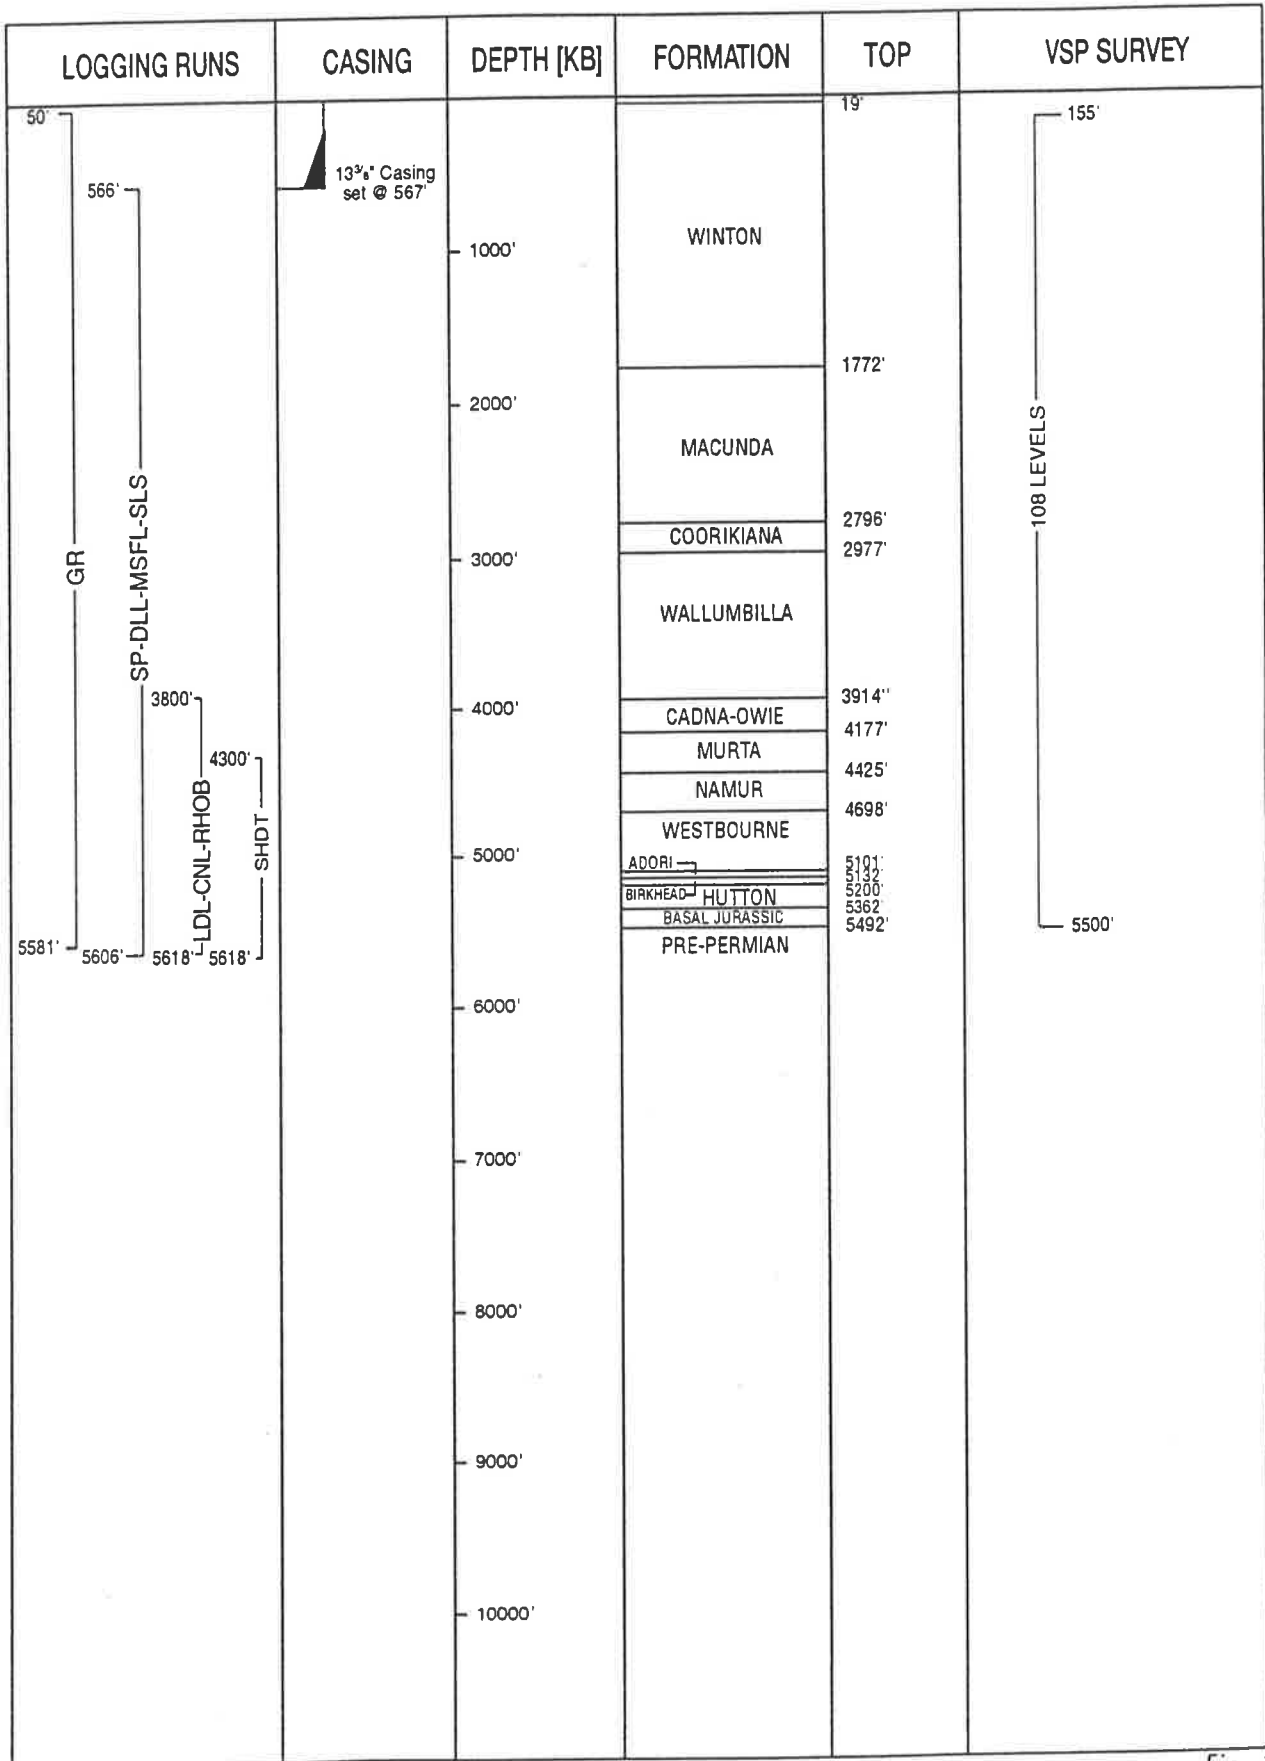 LOGGING RUNS
CASING
DEPTH [KB]
FORMATION
TOP
VSP SURVEY
50'
566'
GR
SP-DLL-MSFL-SLS
3800'
4300'
LDL-CNL-RHOB
SHDT
5581'
5606'
5618'
5618'
13³/₈" Casing
set @ 567'
1000'
2000'
3000'
4000'
5000'
6000'
7000'
8000'
9000'
10000'
WINTON
MACUNDA
COORIKIANA
WALLUMBILLA
CADNA-OWIE
MURTA
NAMUR
WESTBOURNE
ADORI
BIRKHEAD
HUTTON
BASAL JURASSIC
PRE-PERMIAN
19'
1772'
2796'
2977'
3914''
4177'
4425'
4698'
5101'
5132'
5200'
5362'
5492'
155'
108 LEVELS
5500'